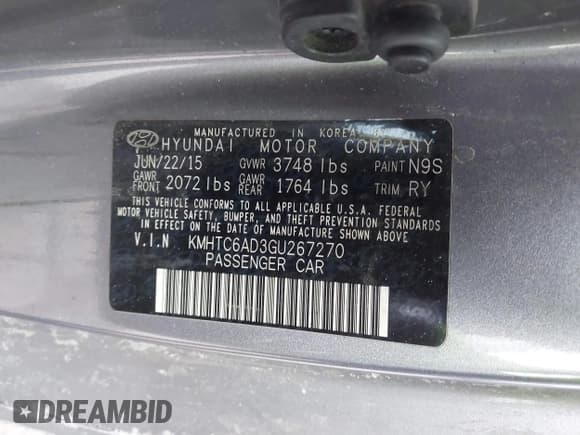 MANUFACTURED IN KOREA
HYUNDAI MOTOR COMPANY
JUN/22/15 GVWR 3748 lbs PAINT N9S
GAWR FRONT 2072 lbs GAWR REAR 1764 lbs TRIM RY
THIS VEHICLE CONFORMS TO ALL APPLICABLE U.S.A. FEDERAL
MOTOR VEHICLE SAFETY, BUMPER, AND THEFT PREVENTION STANDARDS
IN EFFECT ON THE DATE OF MANUFACTURE SHOWN ABOVE.
V.I.N KMHTC6AD3GU267270
PASSENGER CAR
DREAMBID